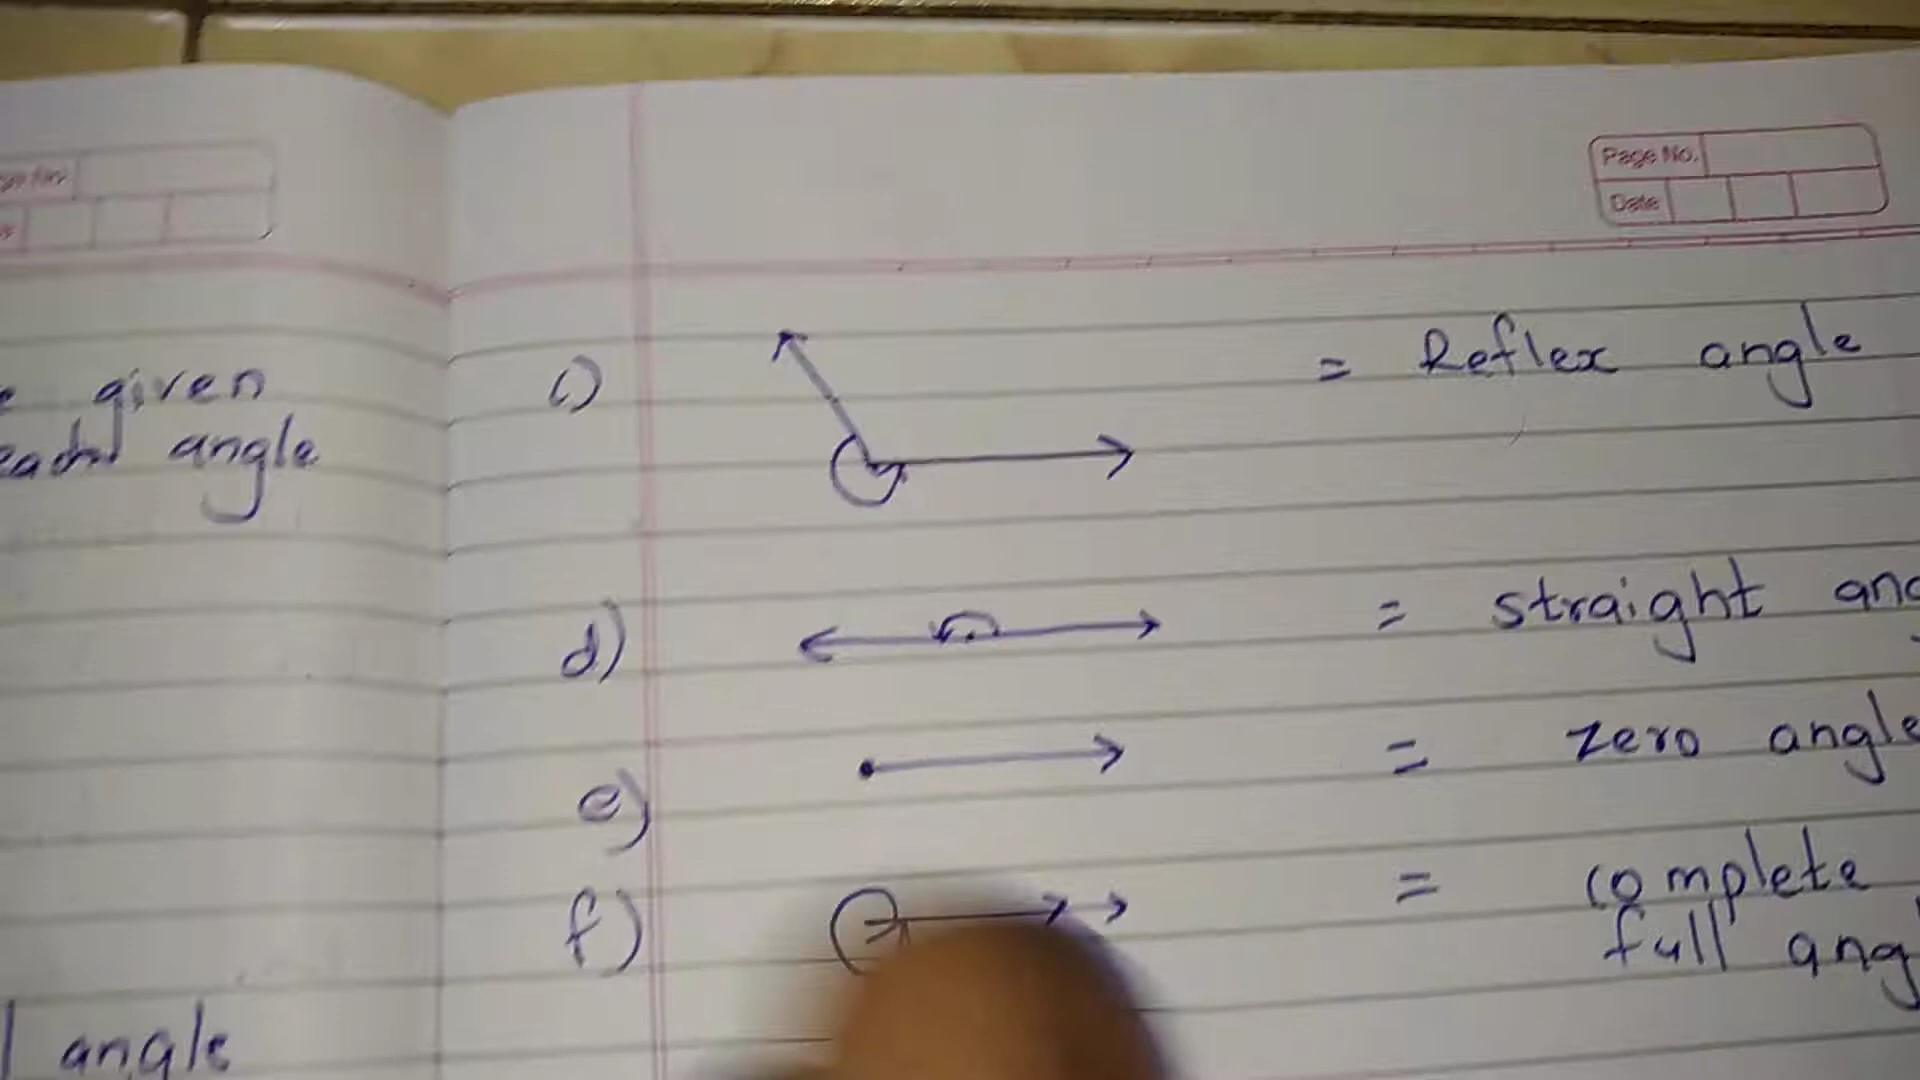 given
angle
angle
Page No.
Date
c) = Reflex angle
d) = straight
e) = zero angle
f) = complete
full